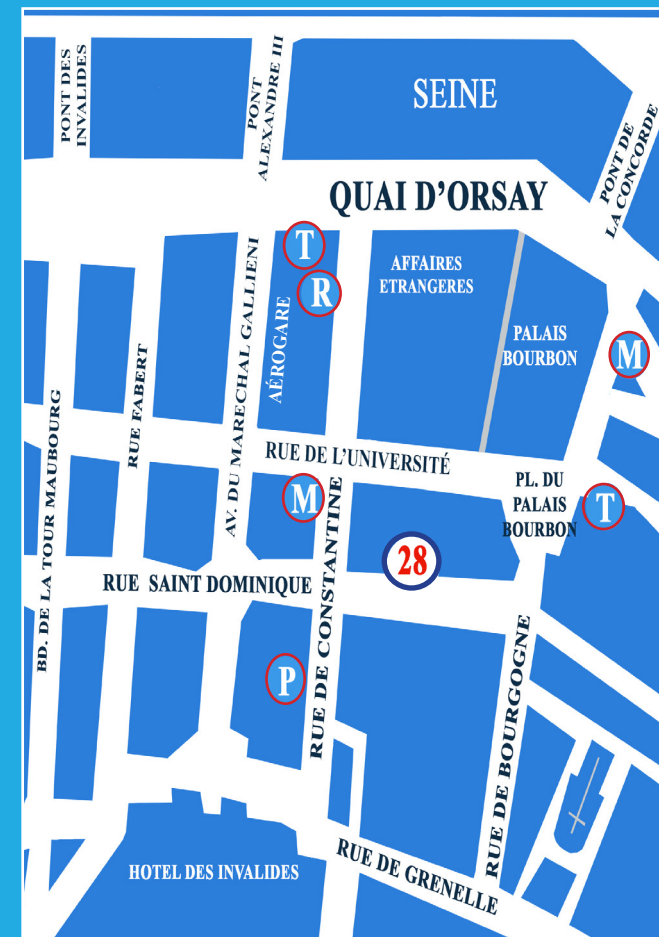 PONT DES
INVALIDES
PONT
ALEXANDRE III
SEINE
PONT DE
LA CONCORDE
QUAI D'ORSAY
T
R
AÉROGARE
AFFAIRES
ETRANGERES
PALAIS
BOURBON
M
BD. DE LA TOUR MAUBOURG
RUE FABERT
AV. DU MARECHAL GALLIENI
RUE DE L'UNIVERSITÉ
M
PL. DU
PALAIS
BOURBON
T
28
RUE SAINT DOMINIQUE
RUE DE CONSTANTINE
P
RUE DE BOURGOGNE
HOTEL DES INVALIDES
RUE DE GRENELLE